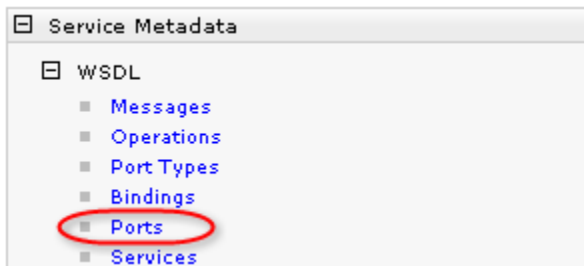 Service Metadata
WSDL
Messages
Operations
Port Types
Bindings
Ports
Services